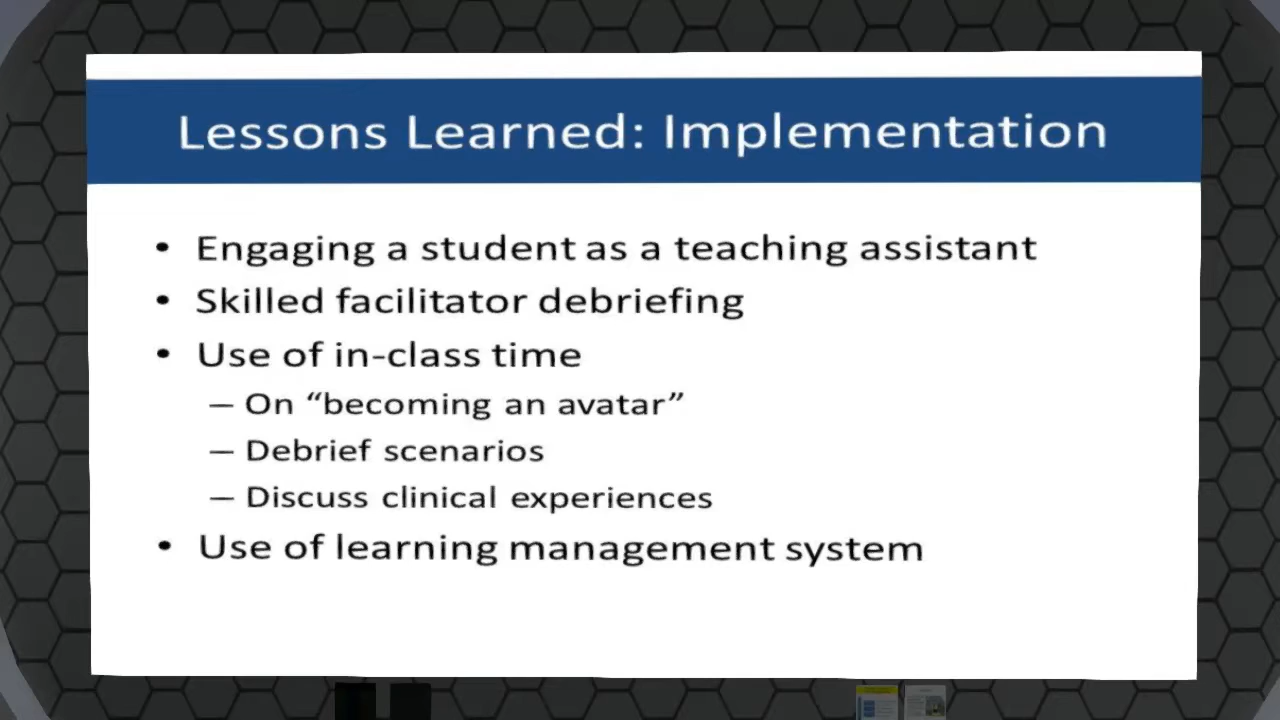 Lessons Learned: Implementation
• Engaging a student as a teaching assistant
• Skilled facilitator debriefing
• Use of in-class time
– On “becoming an avatar”
– Debrief scenarios
– Discuss clinical experiences
• Use of learning management system